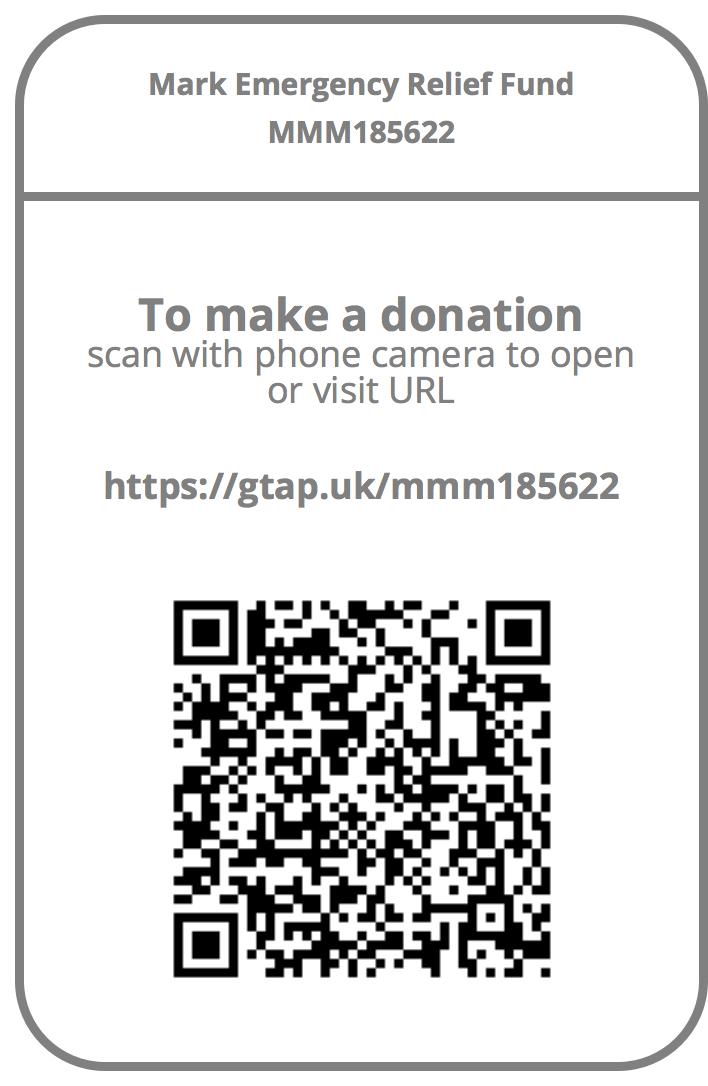 Mark Emergency Relief Fund
MMM185622
To make a donation
scan with phone camera to open
or visit URL
https://gtap.uk/mmm185622